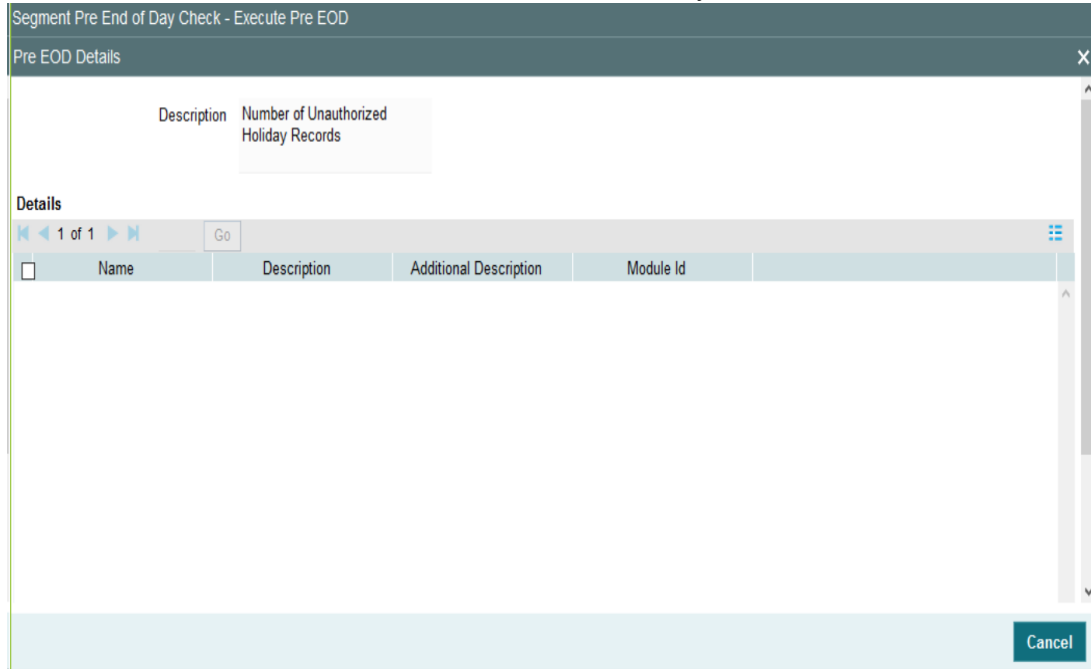 Segment Pre End of Day Check - Execute Pre EOD
Pre EOD Details
Description Number of Unauthorized
Holiday Records
Details
1 of 1 Go
Name Description Additional Description Module Id
Cancel